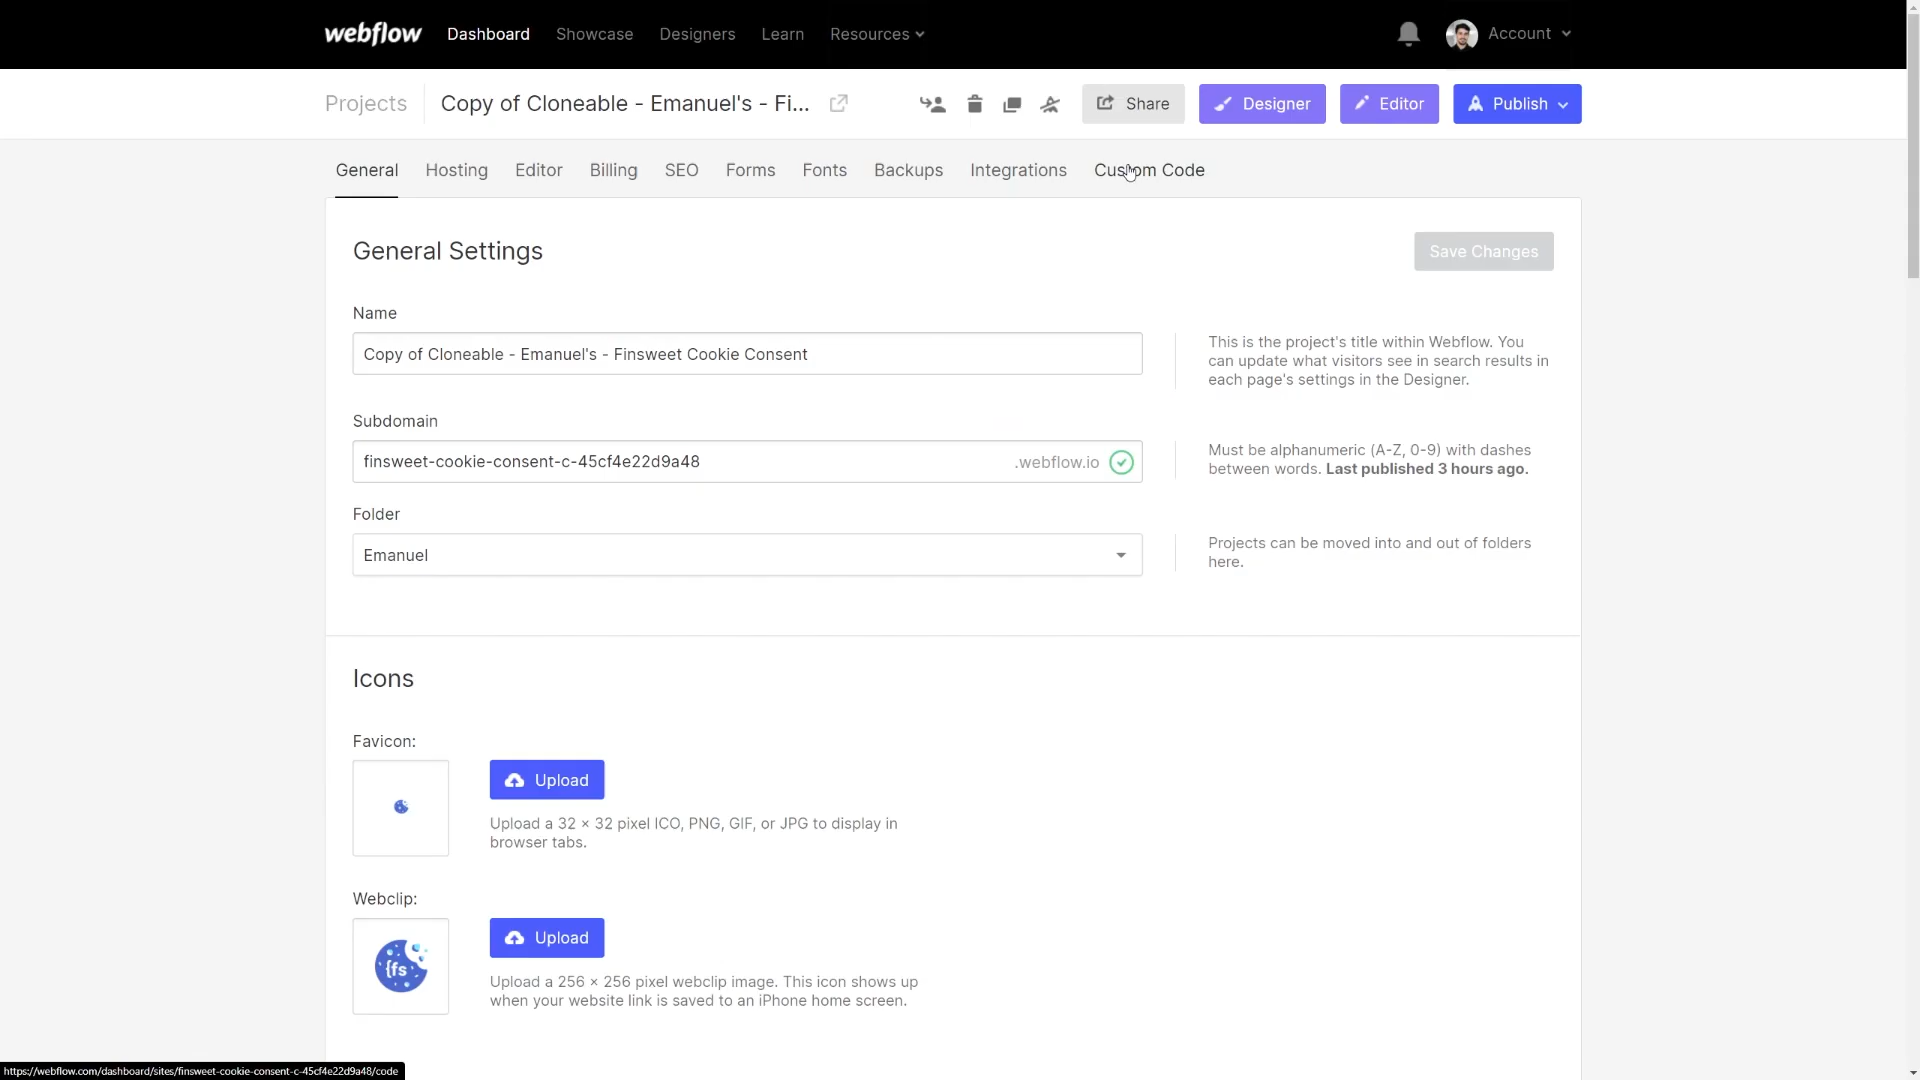 webflow Dashboard Showcase Designers Learn Resources Account
Projects Copy of Cloneable - Emanuel's - Fi... Share Designer Editor Publish
General Hosting Editor Billing SEO Forms Fonts Backups Integrations Custom Code
General Settings
Save Changes
Name
Copy of Cloneable - Emanuel's - Finsweet Cookie Consent
This is the project's title within Webflow. You
can update what visitors see in search results in
each page's settings in the Designer.
Subdomain
finsweet-cookie-consent-c-45cf4e22d9a48 .webflow.io
Must be alphanumeric (A-Z, 0-9) with dashes
between words. Last published 3 hours ago.
Folder
Emanuel
Projects can be moved into and out of folders
here.
Icons
Favicon:
Upload
Upload a 32 × 32 pixel ICO, PNG, GIF, or JPG to display in
browser tabs.
Webclip:
{fs
Upload
Upload a 256 × 256 pixel webclip image. This icon shows up
when your website link is saved to an iPhone home screen.
https://webflow.com/dashboard/sites/finsweet-cookie-consent-c-45cf4e22d9a48/code